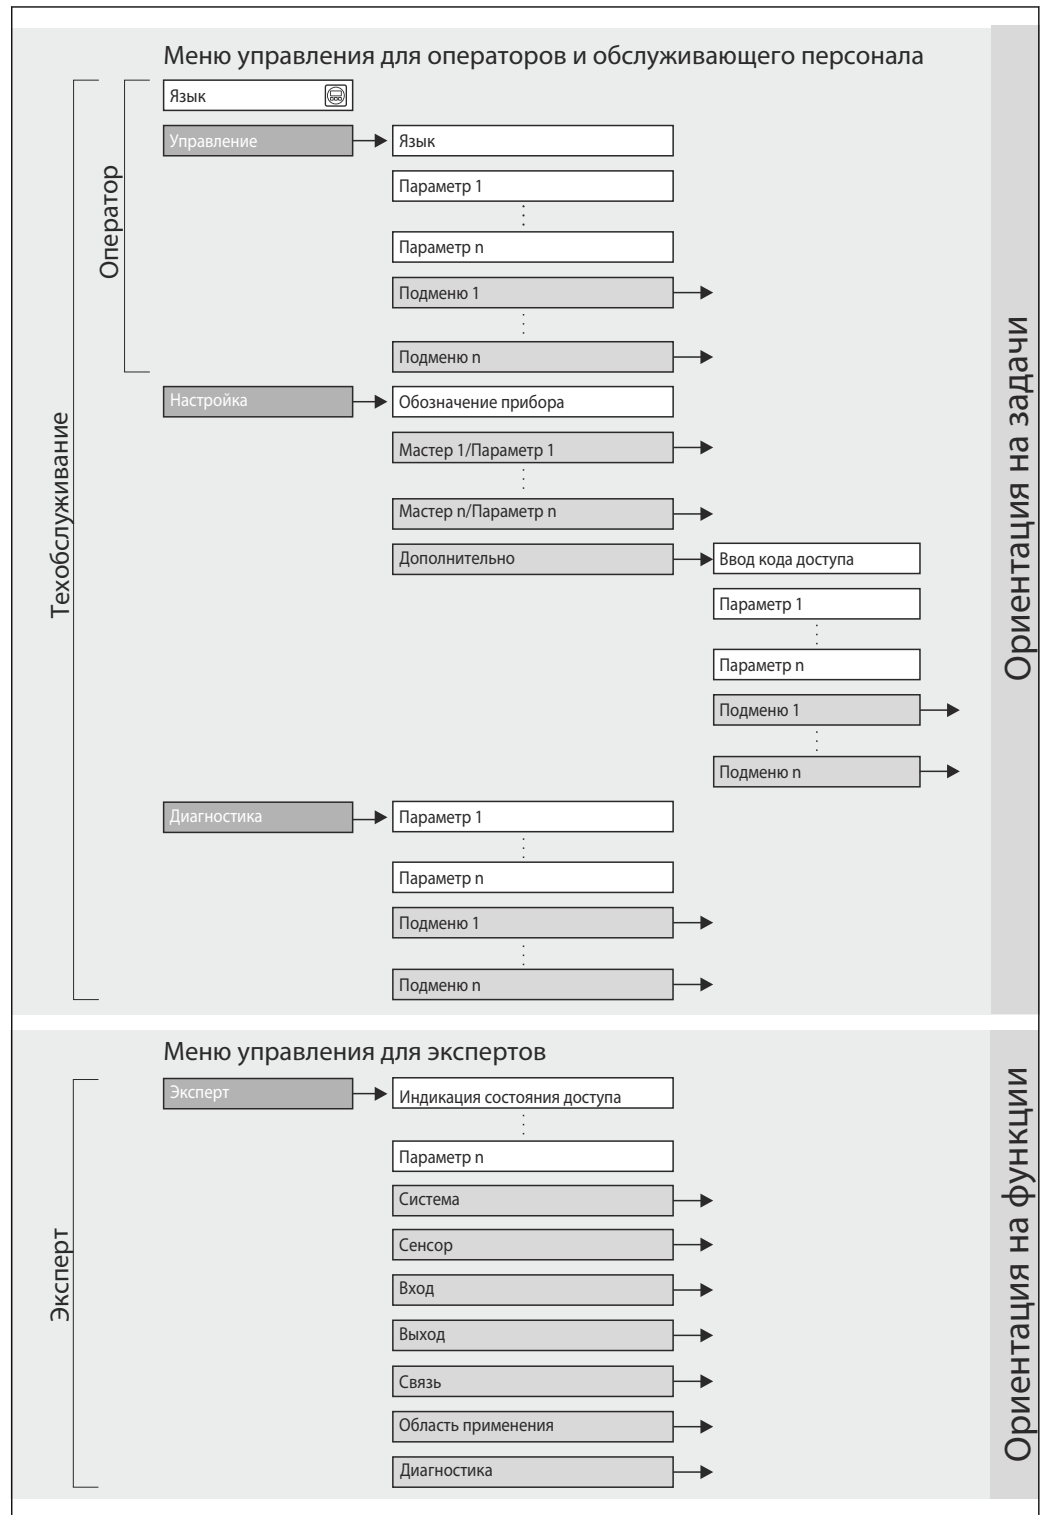 Меню управления для операторов и обслуживающего персонала
Язык
Управление
Язык
Параметр 1
Параметр n
Подменю 1
Подменю n
Оператор
Настройка
Обозначение прибора
Мастер 1/Параметр 1
Мастер n/Параметр n
Дополнительно
Ввод кода доступа
Параметр 1
Параметр n
Подменю 1
Подменю n
Диагностика
Параметр 1
Параметр n
Подменю 1
Подменю n
Техобслуживание
Ориентация на задачи
Меню управления для экспертов
Эксперт
Индикация состояния доступа
Параметр n
Система
Сенсор
Вход
Выход
Связь
Область применения
Диагностика
Эксперт
Ориентация на функции